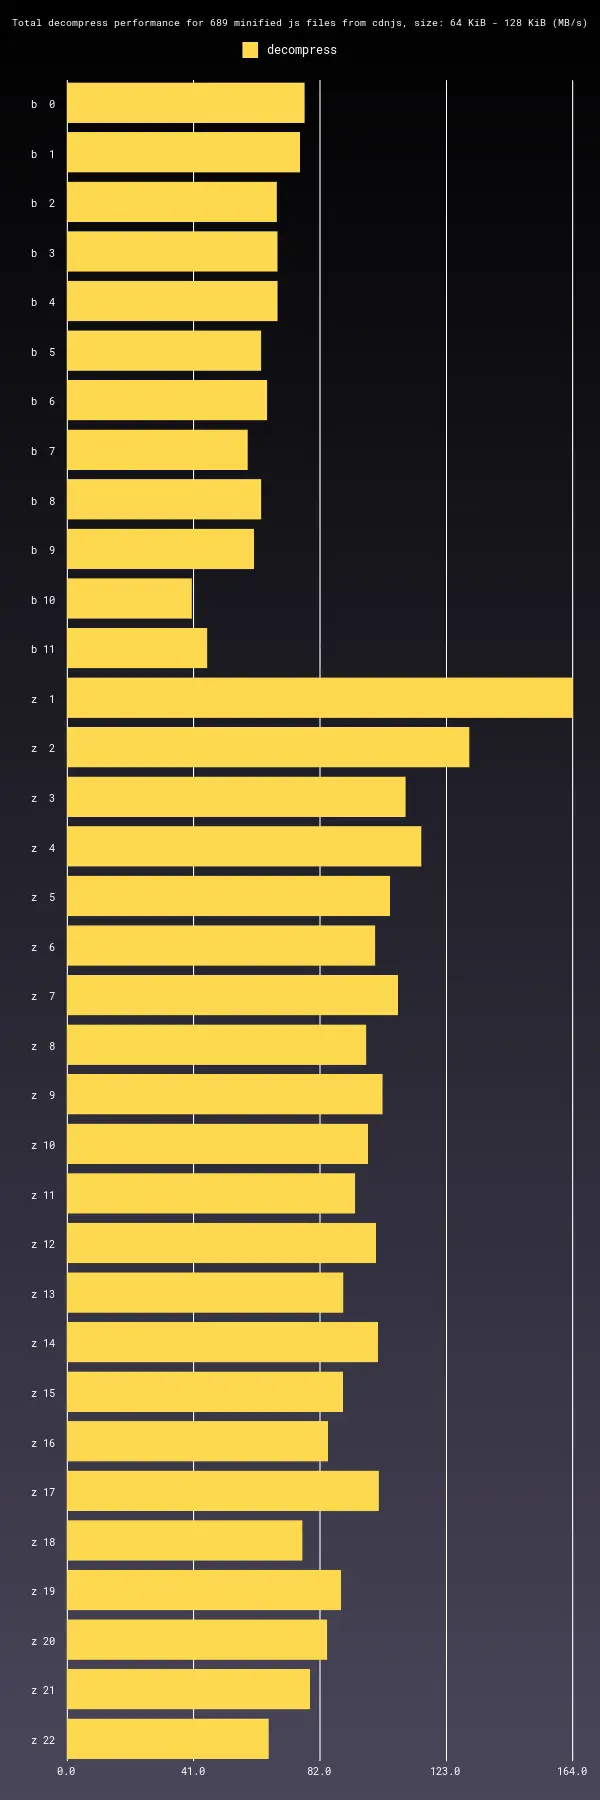 Total decompress performance for 689 minified js files from cdnjs, size: 64 KiB - 128 KiB (MB/s)
decompress
b 0
b 1
b 2
b 3
b 4
b 5
b 6
b 7
b 8
b 9
b 10
b 11
z 1
z 2
z 3
z 4
z 5
z 6
z 7
z 8
z 9
z 10
z 11
z 12
z 13
z 14
z 15
z 16
z 17
z 18
z 19
z 20
z 21
z 22
0.0 41.0 82.0 123.0 164.0